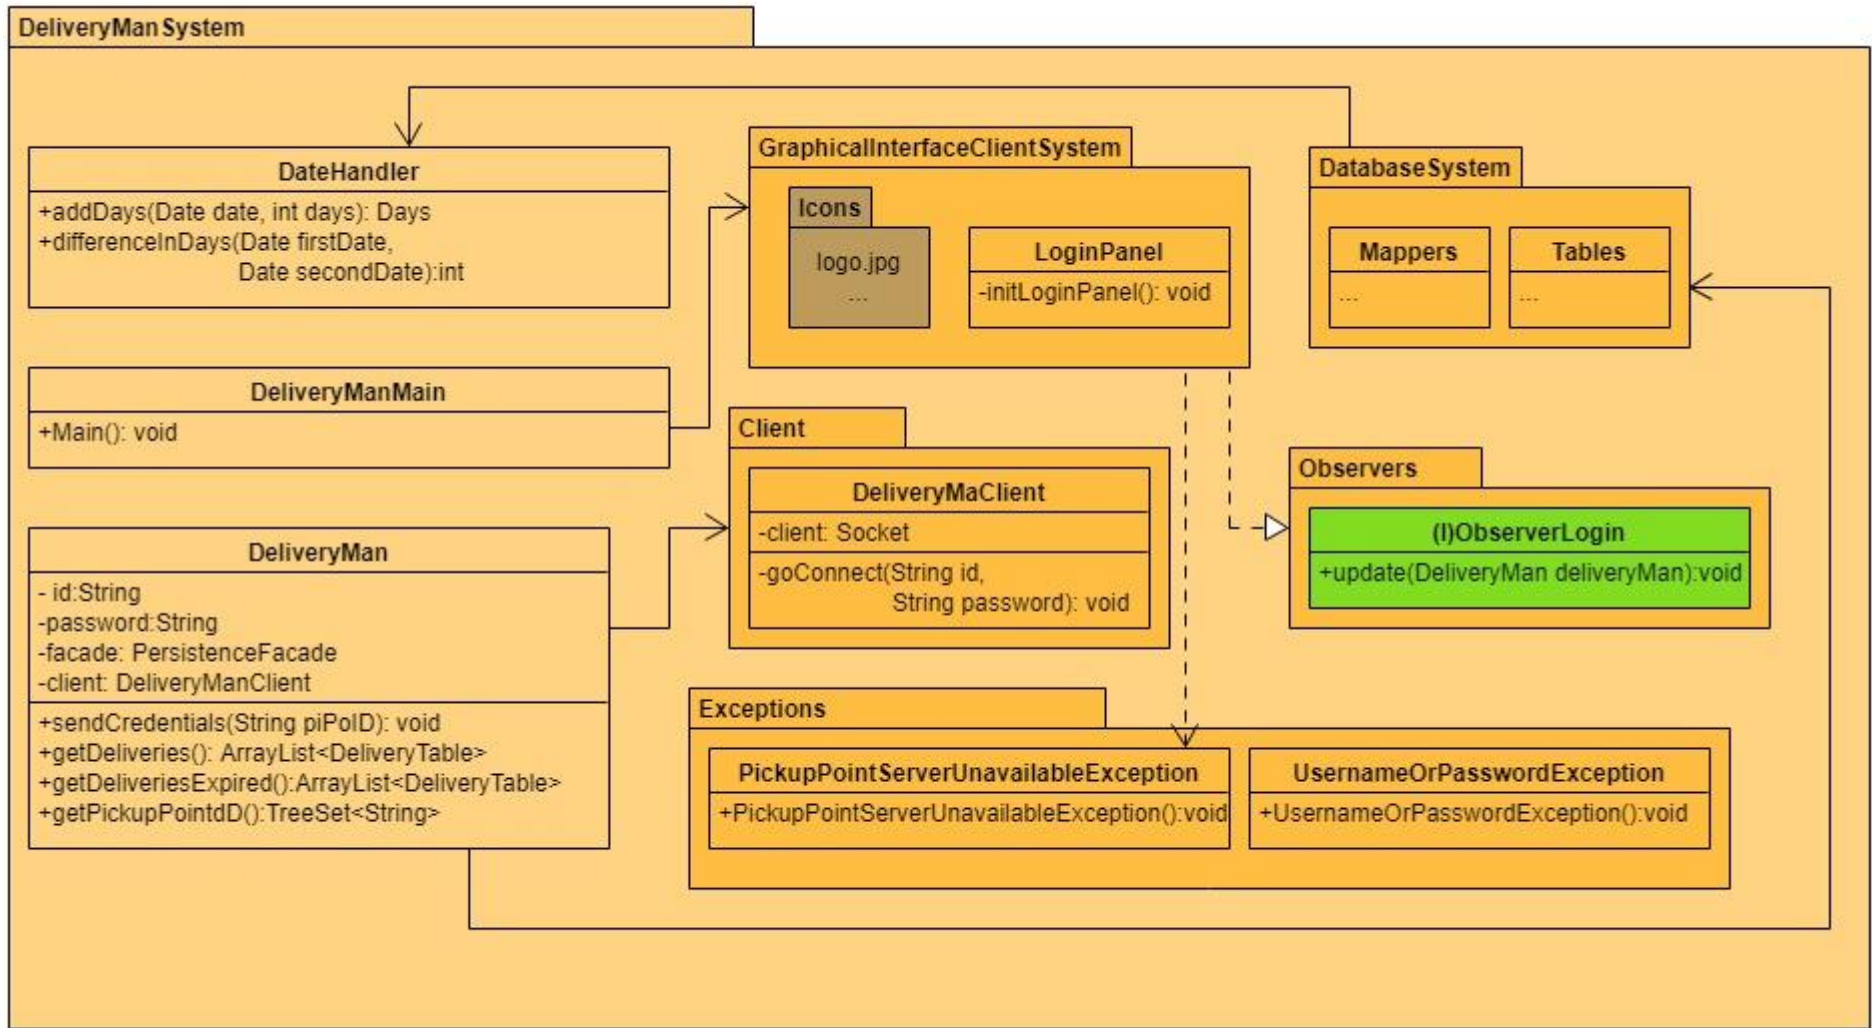 DeliveryManSystem
DateHandler
+addDays(Date date, int days): Days
+differenceInDays(Date firstDate,
Date secondDate):int
GraphicalInterfaceClientSystem
Icons
logo.jpg
...
LoginPanel
-initLoginPanel(): void
DatabaseSystem
Mappers
...
Tables
...
DeliveryManMain
+Main(): void
Client
DeliveryMaClient
-client: Socket
-goConnect(String id,
String password): void
Observers
(I)ObserverLogin
+update(DeliveryMan deliveryMan):void
DeliveryMan
- id:String
-password:String
-facade: PersistenceFacade
-client: DeliveryManClient
+sendCredentials(String piPoID): void
+getDeliveries(): ArrayList<DeliveryTable>
+getDeliveriesExpired():ArrayList<DeliveryTable>
+getPickupPointdD():TreeSet<String>
Exceptions
PickupPointServerUnavailableException
+PickupPointServerUnavailableException():void
UsernameOrPasswordException
+UsernameOrPasswordException():void